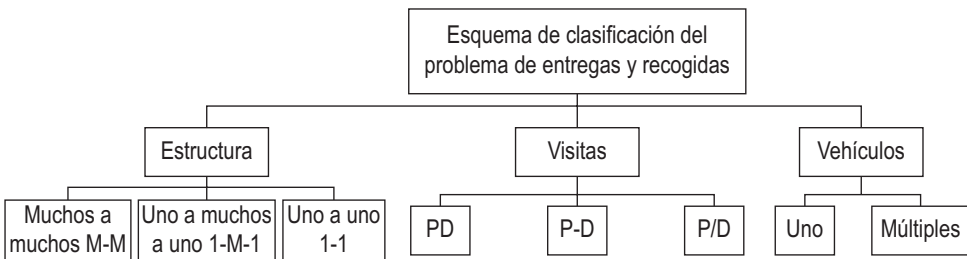 Esquema de clasificación del
problema de entregas y recogidas
Estructura
Visitas
Vehículos
Muchos a
muchos M-M
Uno a muchos
a uno 1-M-1
Uno a uno
1-1
PD
P-D
P/D
Uno
Múltiples